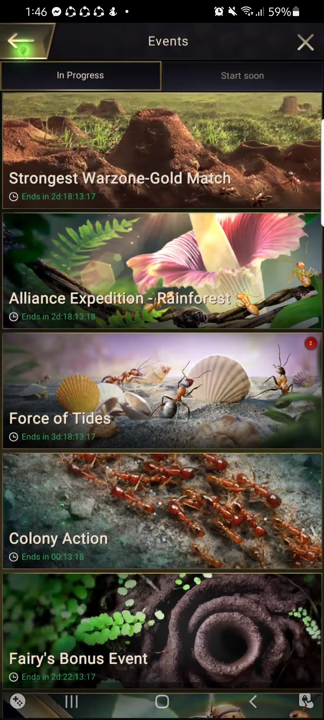 1:46
59%
Events
In Progress
Start soon
Strongest Warzone-Gold Match
Ends in 2d:18:13:17
Alliance Expedition - Rainforest
Ends in 2d:18:13:18
2
Force of Tides
Ends in 3d:18:13:17
Colony Action
Ends in 00:13:18
Fairy's Bonus Event
Ends in 2d:22:13:17